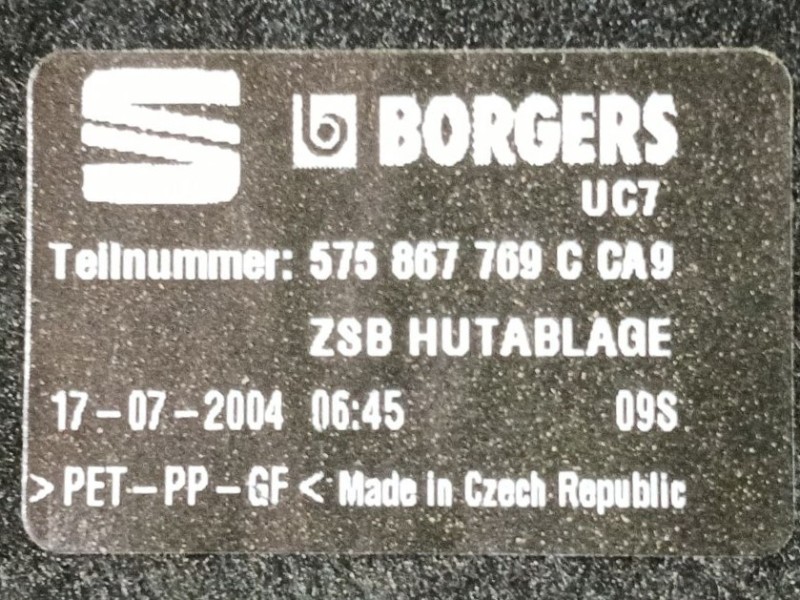 BORGERS
UC7
Teilnummer: 575 867 769 C CA9
ZSB HUTABLAGE
17-07-2004 06:45 09S
>PET-PP-GF< Made in Czech Republic